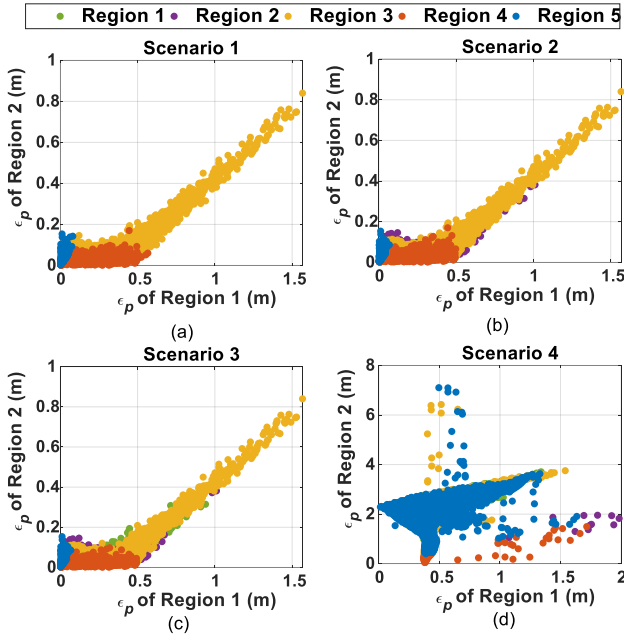 Region 1 Region 2 Region 3 Region 4 Region 5
Scenario 1
ϵp of Region 2 (m)
1
0.8
0.6
0.4
0.2
0
0 0.5 1 1.5
ϵp of Region 1 (m)
(a)
Scenario 2
ϵp of Region 2 (m)
1
0.8
0.6
0.4
0.2
0
0 0.5 1 1.5
ϵp of Region 1 (m)
(b)
Scenario 3
ϵp of Region 2 (m)
1
0.8
0.6
0.4
0.2
0
0 0.5 1 1.5
ϵp of Region 1 (m)
(c)
Scenario 4
ϵp of Region 2 (m)
8
6
4
2
0
0 0.5 1 1.5 2
ϵp of Region 1 (m)
(d)